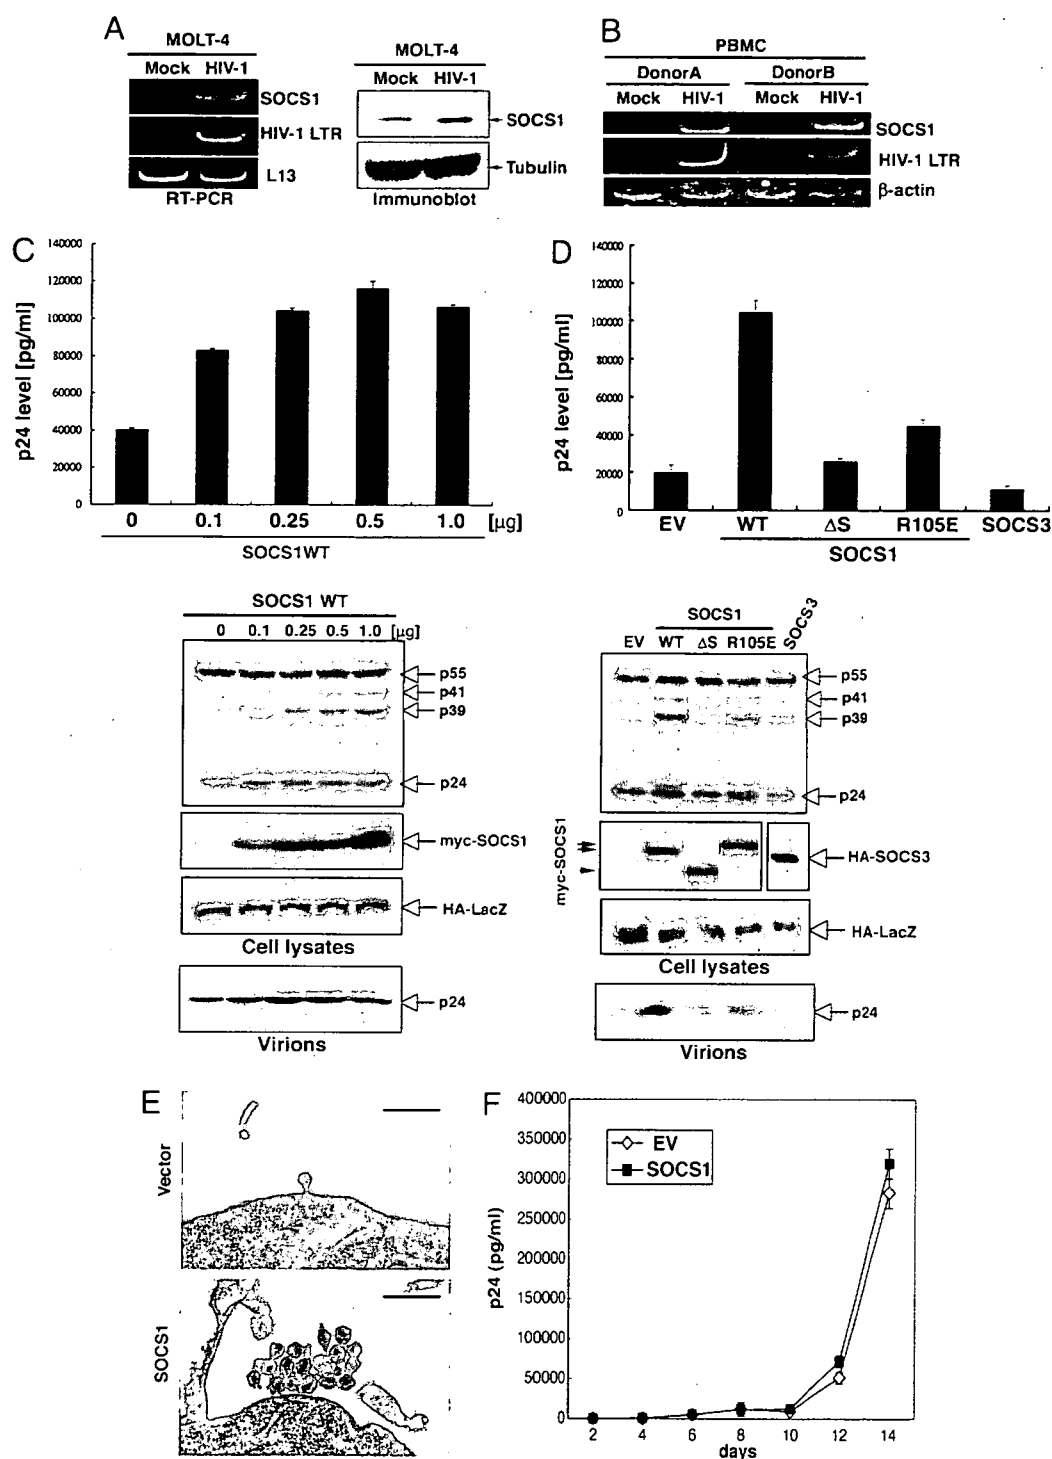 A
MOLT-4
Mock HIV-1
SOCS1
HIV-1 LTR
L13
RT-PCR
MOLT-4
Mock HIV-1
SOCS1
Tubulin
Immunoblot
B
PBMC
DonorA DonorB
Mock HIV-1 Mock HIV-1
SOCS1
HIV-1 LTR
β-actin
C
p24 level [pg/ml]
140000
120000
100000
80000
60000
40000
20000
0
0 0.1 0.25 0.5 1.0 [µg]
SOCS1WT
D
p24 level [pg/ml]
140000
120000
100000
80000
60000
40000
20000
0
EV WT ΔS R105E SOCS3
SOCS1
SOCS1 WT
0 0.1 0.25 0.5 1.0 [µg]
p55
p41
p39
p24
myc-SOCS1
HA-LacZ
Cell lysates
p24
Virions
SOCS1
EV WT ΔS R105E SOCS3
p55
p41
p39
p24
myc-SOCS1
HA-SOCS3
HA-LacZ
Cell lysates
p24
Virions
E
Vector
SOCS1
F
p24 (pg/ml)
400000
350000
300000
250000
200000
150000
100000
50000
0
EV
SOCS1
2 4 6 8 10 12 14
days